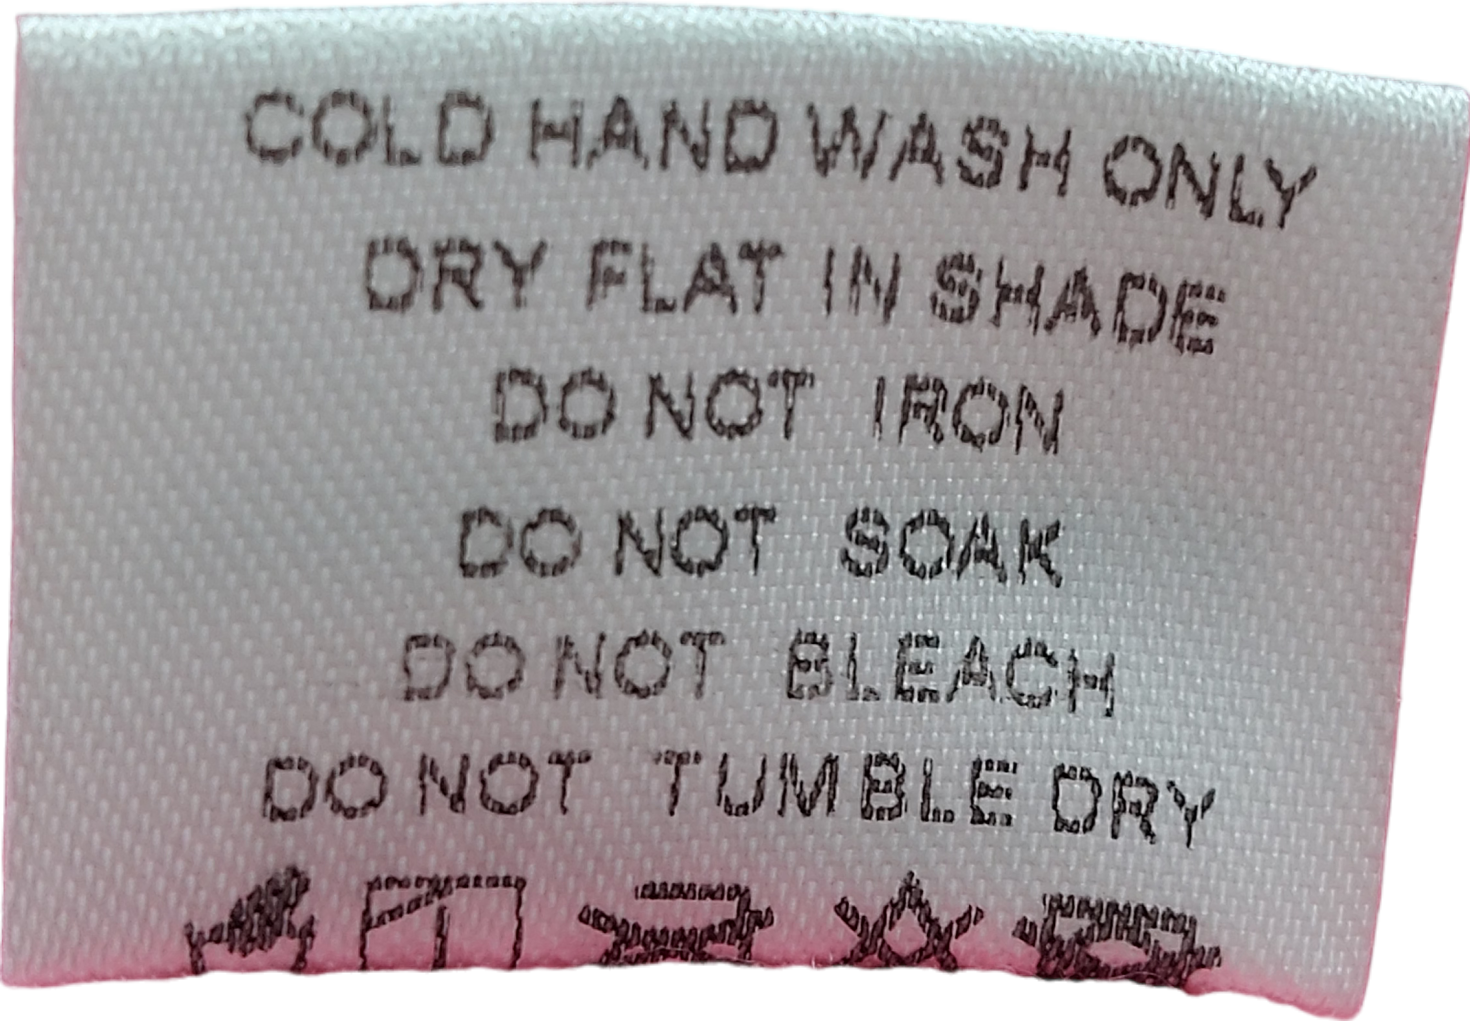 COLD HAND WASH ONLY
DRY FLAT IN SHADE
DO NOT IRON
DO NOT SOAK
DO NOT BLEACH
DO NOT TUMBLE DRY